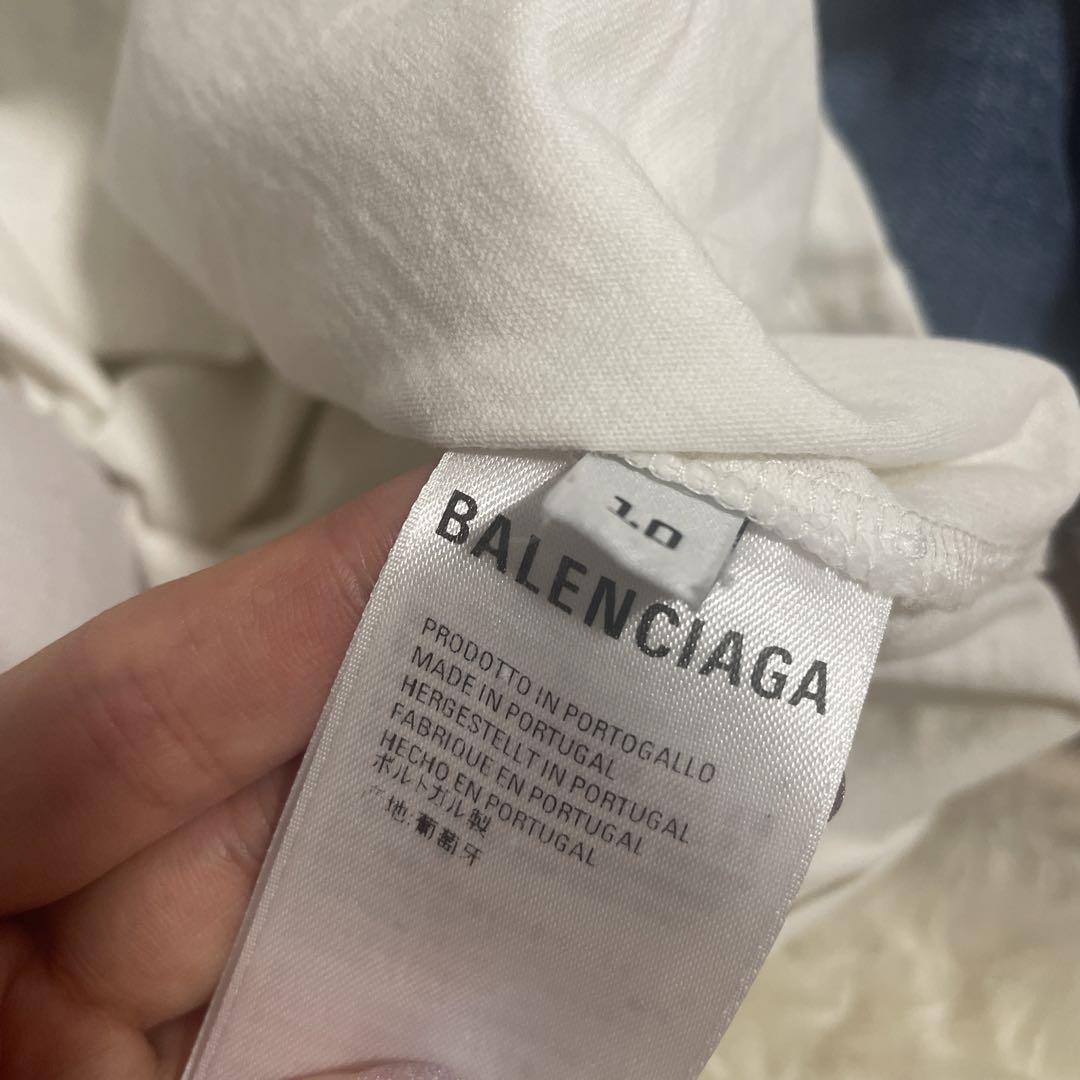 10
BALENCIAGA
PRODOTTO IN PORTOGALLO
MADE IN PORTUGAL
HERGESTELLT IN PORTUGAL
FABRIQUE EN PORTUGAL
HECHO EN PORTUGAL
ポルトガル製
地:葡萄牙